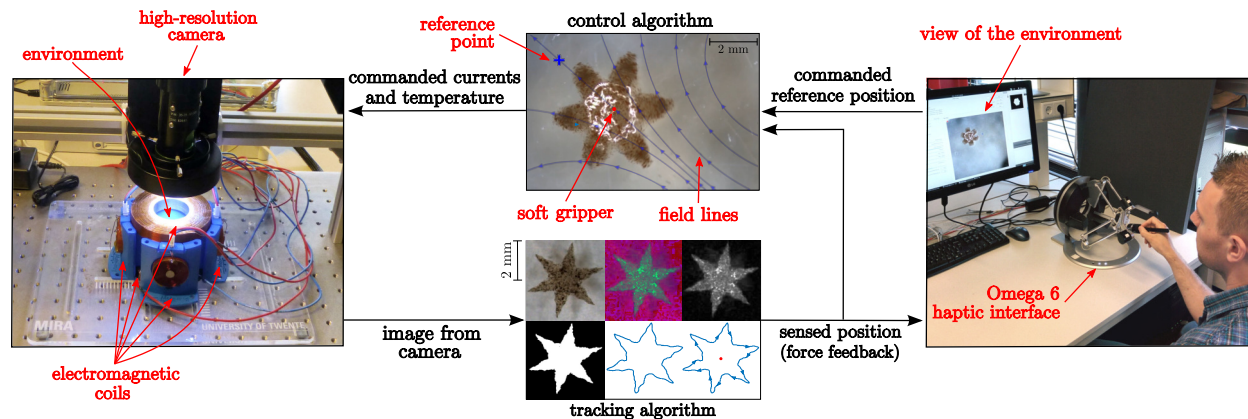 high-resolution
camera
environment
MIRA
UNIVERSITY OF TWENTE
electromagnetic
coils
commanded currents
and temperature
image from
camera
control algorithm
reference
point
2 mm
soft gripper
field lines
2 mm
tracking algorithm
commanded
reference position
sensed position
(force feedback)
view of the environment
Omega 6
haptic interface